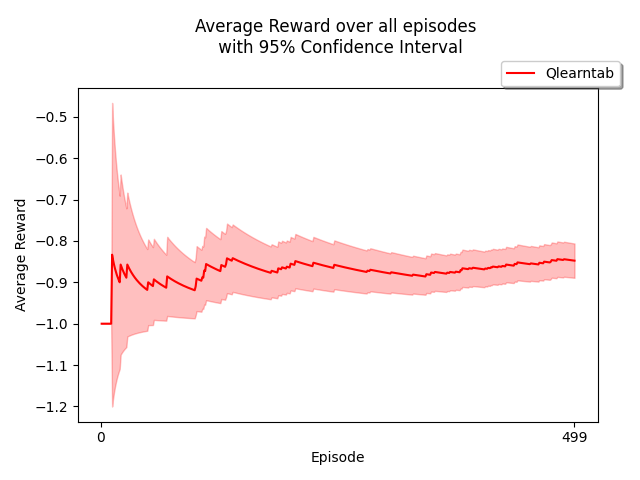 Average Reward over all episodes
with 95% Confidence Interval
Qlearntab
−0.5
−0.6
−0.7
−0.8
−0.9
−1.0
−1.1
−1.2
Average Reward
0
499
Episode